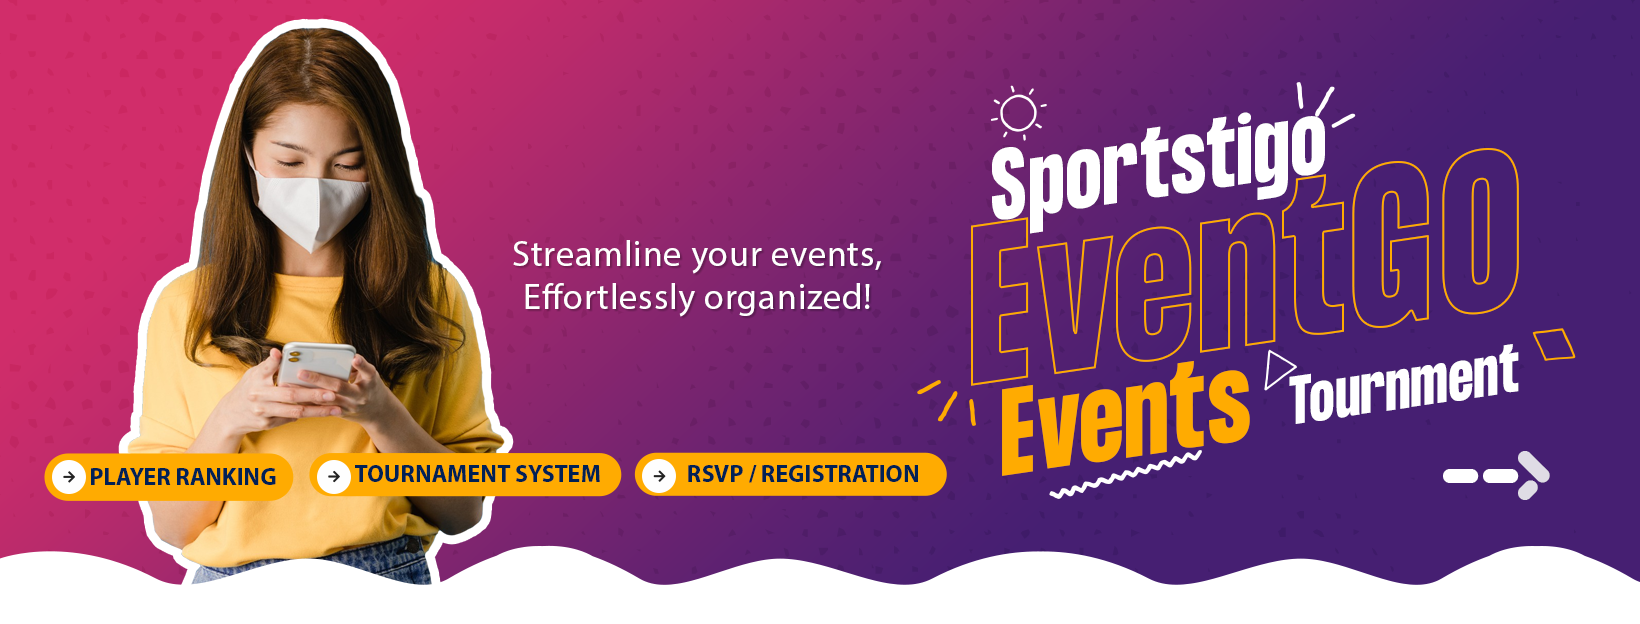 Streamline your events,
Effortlessly organized!
PLAYER RANKING
TOURNAMENT SYSTEM
RSVP / REGISTRATION
Sportstigo
EventGO
Events
Tournment